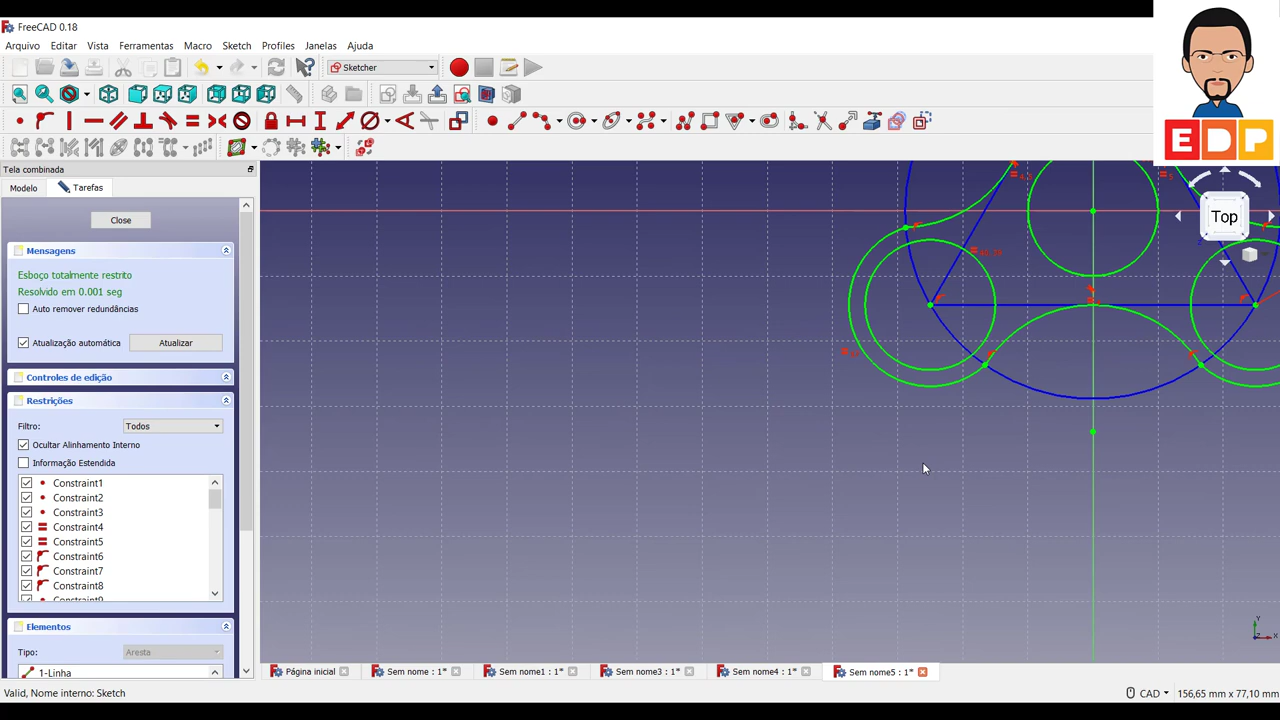 FreeCAD 0.18
Arquivo Editar Vista Ferramentas Macro Sketch Profiles Janelas Ajuda
Sketcher
EDP
Tela combinada
Modelo Tarefas
Close
Top
Mensagens
Esboço totalmente restrito
Resolvido em 0.001 seg
Auto remover redundâncias
Atualização automática Atualizar
Controles de edição
Restrições
Filtro: Todos
Ocultar Alinhamento Interno
Informação Estendida
Constraint1
Constraint2
Constraint3
Constraint4
Constraint5
Constraint6
Constraint7
Constraint8
Constraint9
Elementos
Tipo: Aresta
1-Linha
Página inicial Sem nome : 1* Sem nome1 : 1* Sem nome3 : 1* Sem nome4 : 1* Sem nome5 : 1*
Valid, Nome interno: Sketch
CAD 156,65 mm x 77,10 mm
Y
Z X